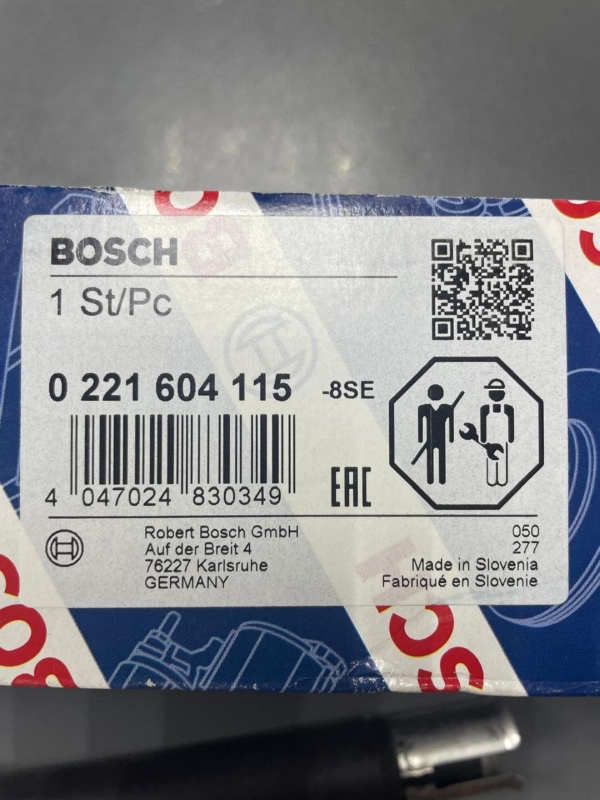 BOSCH
1 St/Pc
0 221 604 115 -8SE
4 047024 830349
EAC
Robert Bosch GmbH
Auf der Breit 4
76227 Karlsruhe
GERMANY
050
277
Made in Slovenia
Fabriqué en Slovenie